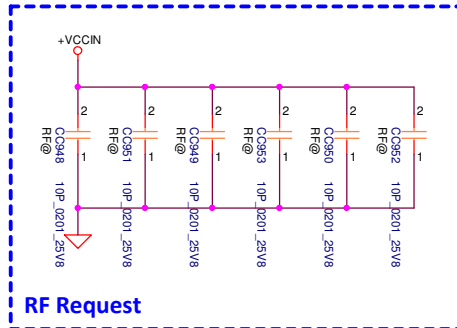 +VCCIN
2
1
CC948
RF@
10P_0201_25V8
2
1
CC951
RF@
10P_0201_25V8
2
1
CC949
RF@
10P_0201_25V8
2
1
CC953
RF@
10P_0201_25V8
2
1
CC950
RF@
10P_0201_25V8
2
1
CC952
RF@
10P_0201_25V8
RF Request